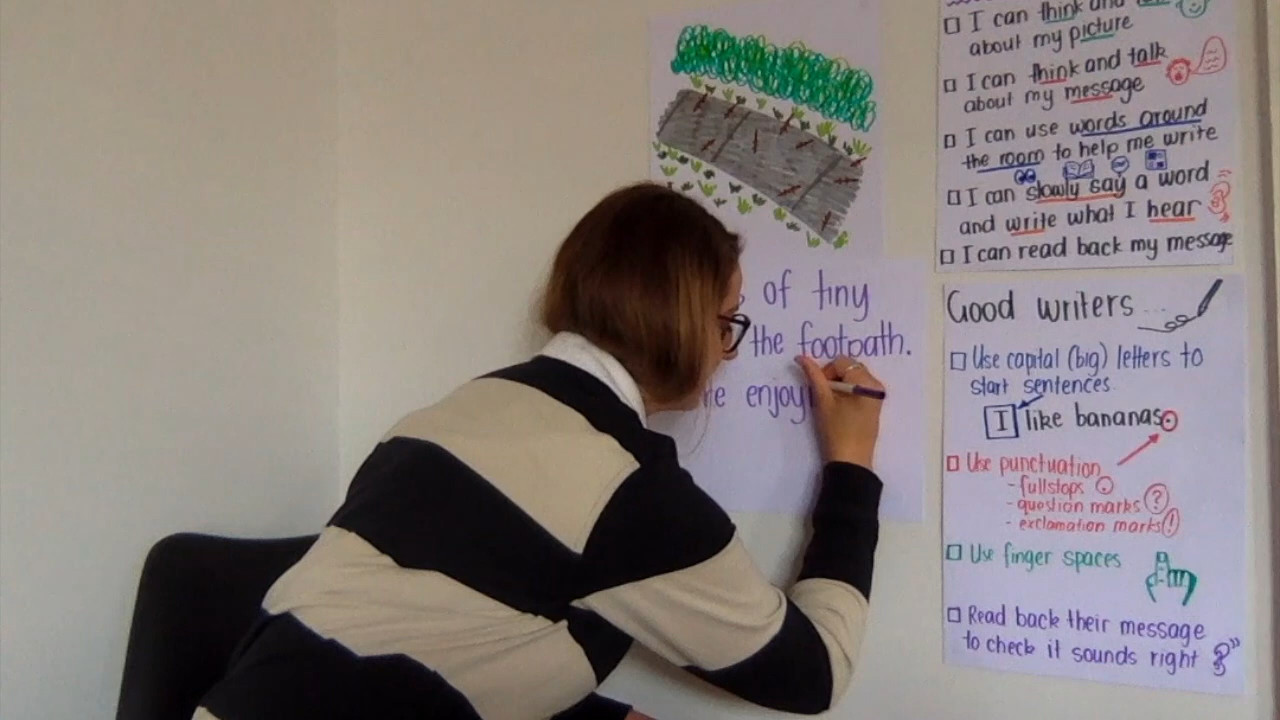 of tiny
the footpath.
enjoy
I can think and
about my picture
I can think and talk
about my message
I can use words around
the room to help me write
I can slowly say a word
and write what I hear
I can read back my message
Good writers...
Use capital (big) letters to
start sentences
I like bananas.
Use punctuation
- fullstops .
- question marks ?
- exclamation marks !
Use finger spaces
Read back their message
to check it sounds right